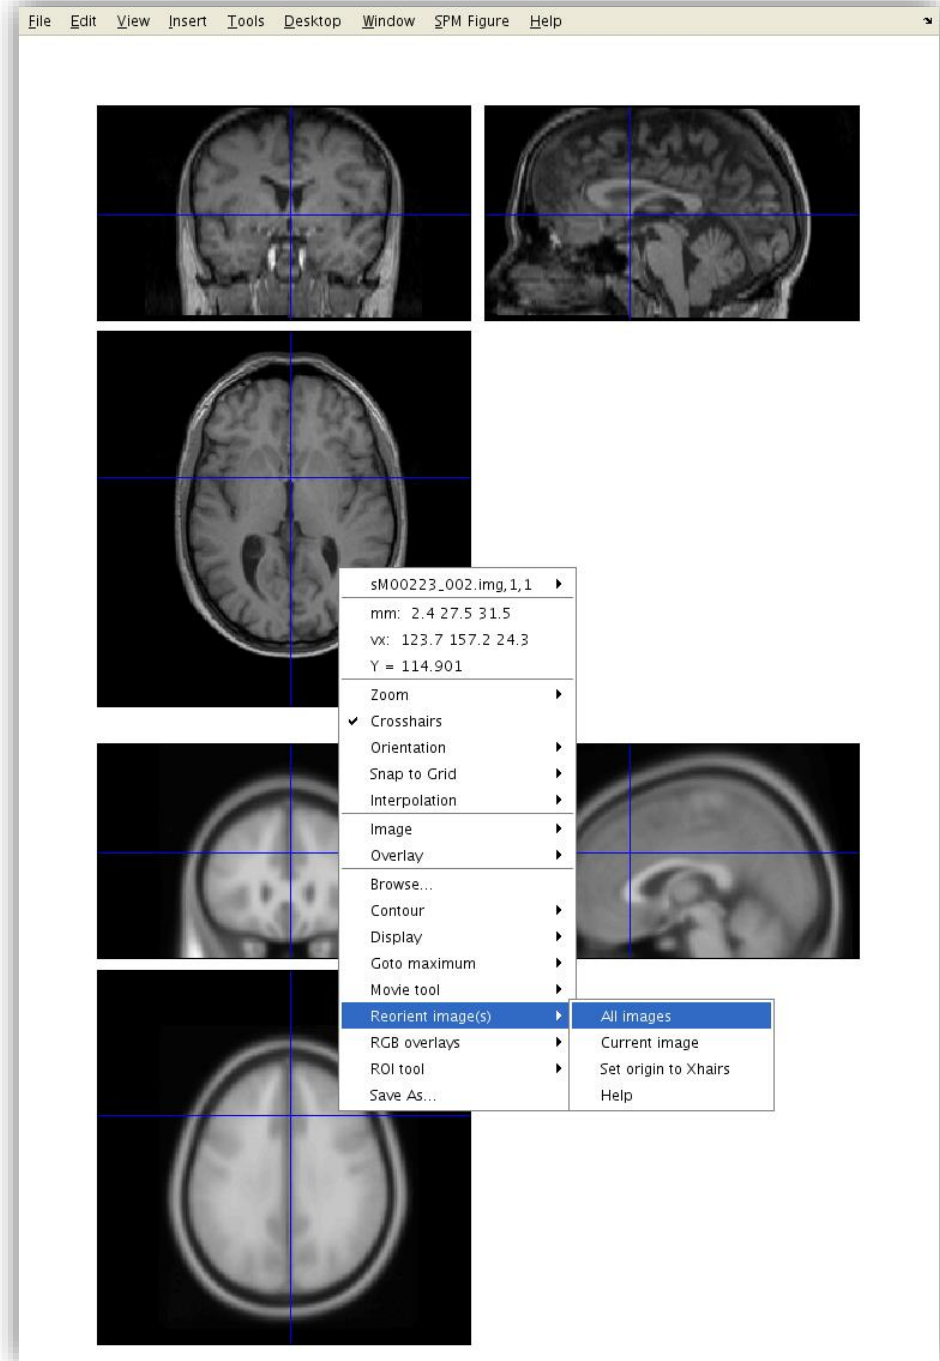 File Edit View Insert Tools Desktop Window SPM Figure Help
sM00223_002.img,1,1
mm: 2.4 27.5 31.5
vx: 123.7 157.2 24.3
Y = 114.901
Zoom
Crosshairs
Orientation
Snap to Grid
Interpolation
Image
Overlay
Browse...
Contour
Display
Goto maximum
Movie tool
Reorient image(s)
RGB overlays
ROI tool
Save As...
All images
Current image
Set origin to Xhairs
Help